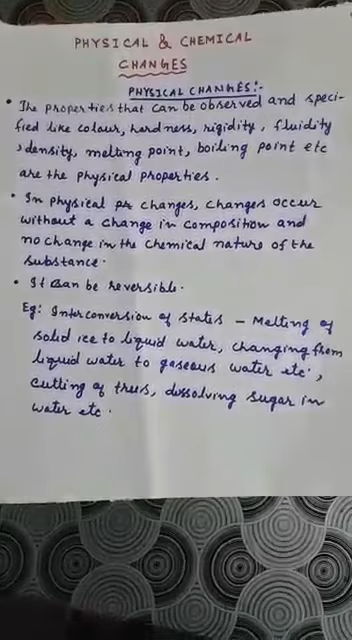 PHYSICAL & CHEMICAL
CHANGES
PHYSICAL CHANGES:-
• The properties that can be observed and speci-
fied like colour, hardness, rigidity, fluidity
, density, melting point, boiling point etc
are the physical properties.
• In physical changes, changes occur
without a change in composition and
no change in the chemical nature of the
substance.
• It can be reversible.
Eg: Interconversion of states - Melting of
solid ice to liquid water, changing from
liquid water to gaseous water etc,
cutting of trees, dissolving sugar in
water etc.